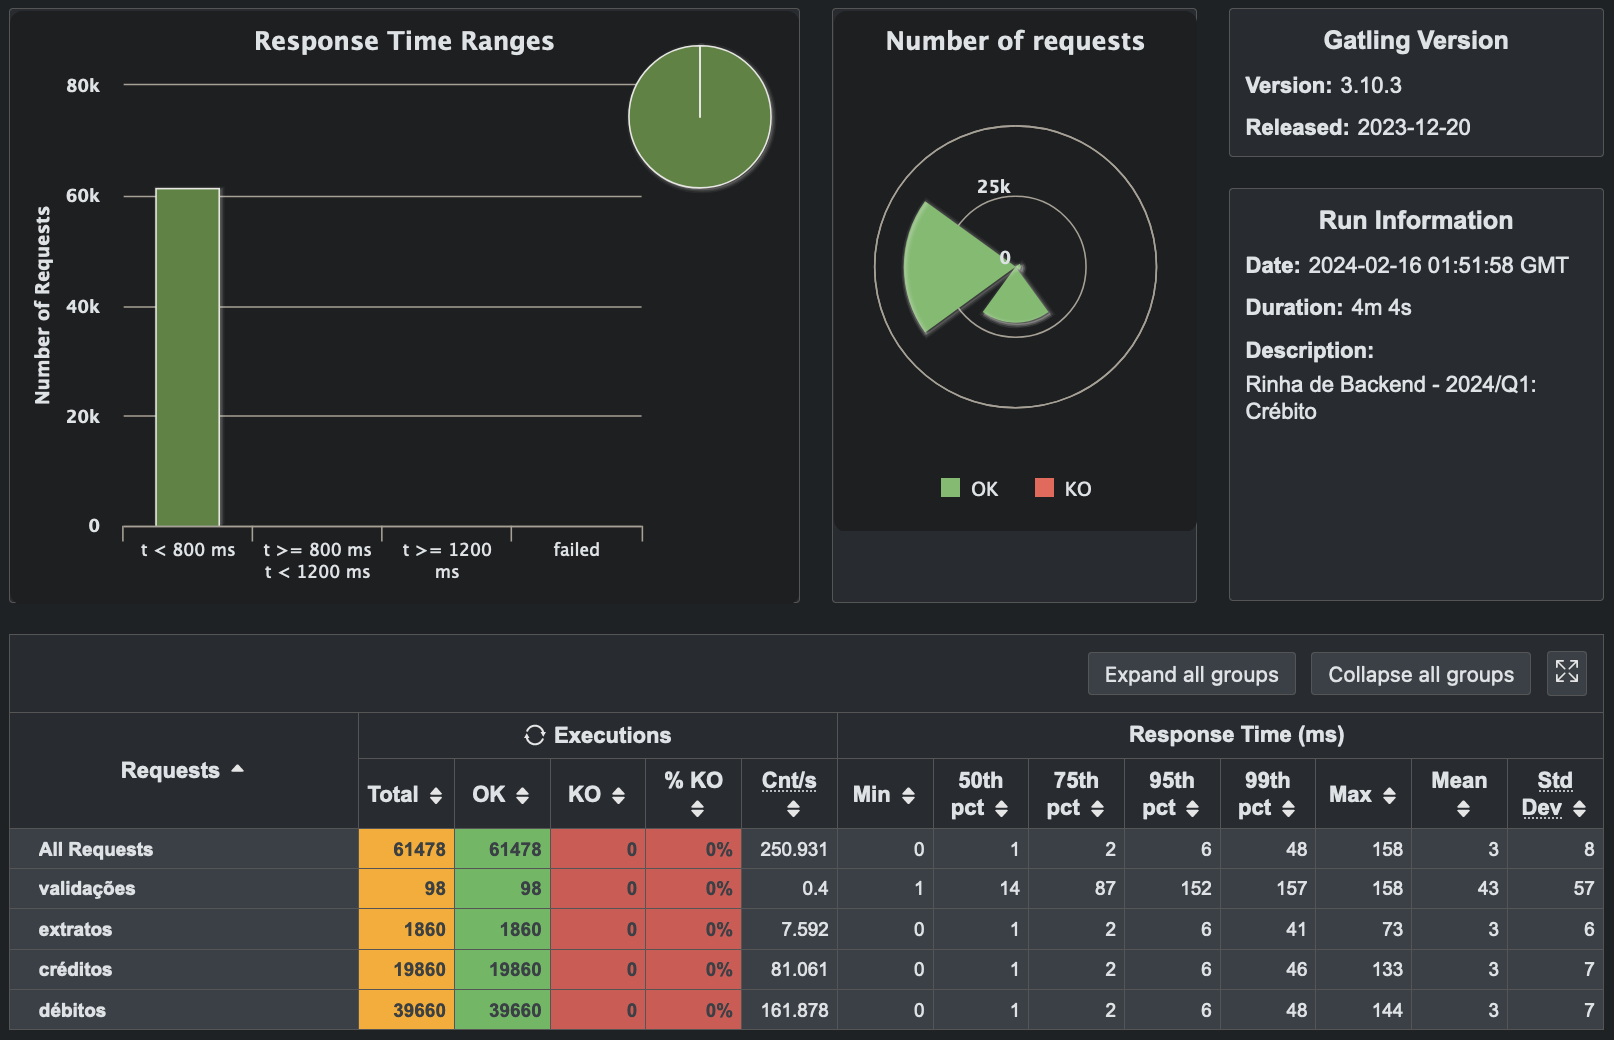 Response Time Ranges
80k
60k
40k
20k
0
Number of Requests
t < 800 ms
t >= 800 ms
t < 1200 ms
t >= 1200
ms
failed
Number of requests
25k
0
OK
KO
Gatling Version
Version: 3.10.3
Released: 2023-12-20
Run Information
Date: 2024-02-16 01:51:58 GMT
Duration: 4m 4s
Description:
Rinha de Backend - 2024/Q1:
Crébito
Expand all groups
Collapse all groups
Requests
Executions
Response Time (ms)
Total
OK
KO
% KO
Cnt/s
Min
50th
pct
75th
pct
95th
pct
99th
pct
Max
Mean
Std
Dev
All Requests 61478 61478 0 0% 250.931 0 1 2 6 48 158 3 8
validações 98 98 0 0% 0.4 1 14 87 152 157 158 43 57
extratos 1860 1860 0 0% 7.592 0 1 2 6 41 73 3 6
créditos 19860 19860 0 0% 81.061 0 1 2 6 46 133 3 7
débitos 39660 39660 0 0% 161.878 0 1 2 6 48 144 3 7